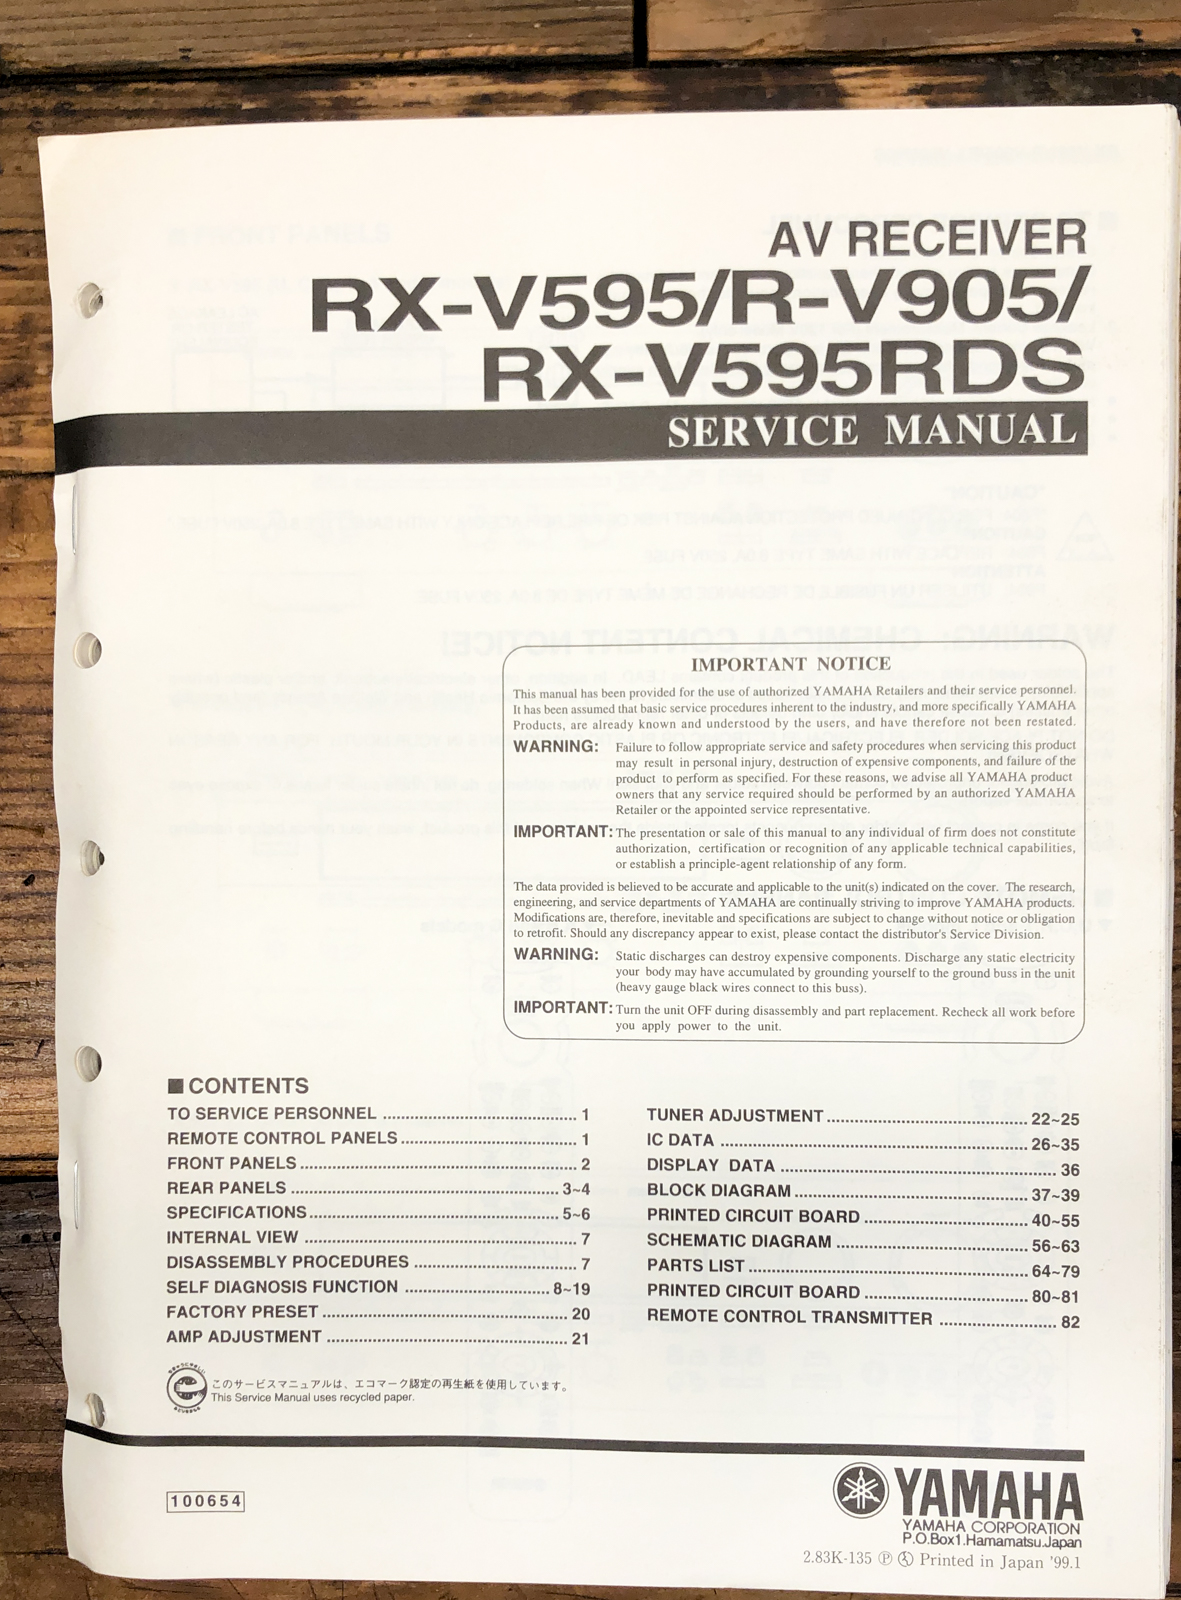 AV RECEIVER
RX-V595/R-V905/
RX-V595RDS
SERVICE MANUAL
IMPORTANT NOTICE
This manual has been provided for the use of authorized YAMAHA Retailers and their service personnel.
It has been assumed that basic service procedures inherent to the industry, and more specifically YAMAHA
Products, are already known and understood by the users, and have therefore not been restated.
WARNING: Failure to follow appropriate service and safety procedures when servicing this product
may result in personal injury, destruction of expensive components, and failure of the
product to perform as specified. For these reasons, we advise all YAMAHA product
owners that any service required should be performed by an authorized YAMAHA
Retailer or the appointed service representative.
IMPORTANT: The presentation or sale of this manual to any individual of firm does not constitute
authorization, certification or recognition of any applicable technical capabilities,
or establish a principle-agent relationship of any form.
The data provided is believed to be accurate and applicable to the unit(s) indicated on the cover. The research,
engineering, and service departments of YAMAHA are continually striving to improve YAMAHA products.
Modifications are, therefore, inevitable and specifications are subject to change without notice or obligation
to retrofit. Should any discrepancy appear to exist, please contact the distributor's Service Division.
WARNING: Static discharges can destroy expensive components. Discharge any static electricity
your body may have accumulated by grounding yourself to the ground buss in the unit
(heavy gauge black wires connect to this buss).
IMPORTANT: Turn the unit OFF during disassembly and part replacement. Recheck all work before
you apply power to the unit.
■ CONTENTS
TO SERVICE PERSONNEL ........ 1
REMOTE CONTROL PANELS ........ 1
FRONT PANELS ........ 2
REAR PANELS ........ 3~4
SPECIFICATIONS ........ 5~6
INTERNAL VIEW ........ 7
DISASSEMBLY PROCEDURES ........ 7
SELF DIAGNOSIS FUNCTION ........ 8~19
FACTORY PRESET ........ 20
AMP ADJUSTMENT ........ 21
TUNER ADJUSTMENT ........ 22~25
IC DATA ........ 26~35
DISPLAY DATA ........ 36
BLOCK DIAGRAM ........ 37~39
PRINTED CIRCUIT BOARD ........ 40~55
SCHEMATIC DIAGRAM ........ 56~63
PARTS LIST ........ 64~79
PRINTED CIRCUIT BOARD ........ 80~81
REMOTE CONTROL TRANSMITTER ........ 82
このサービスマニュアルは、エコマーク認定の再生紙を使用しています。
This Service Manual uses recycled paper.
100654
YAMAHA
YAMAHA CORPORATION
P.O.Box1.Hamamatsu.Japan
2.83K-135 Ⓟ Printed in Japan '99.1